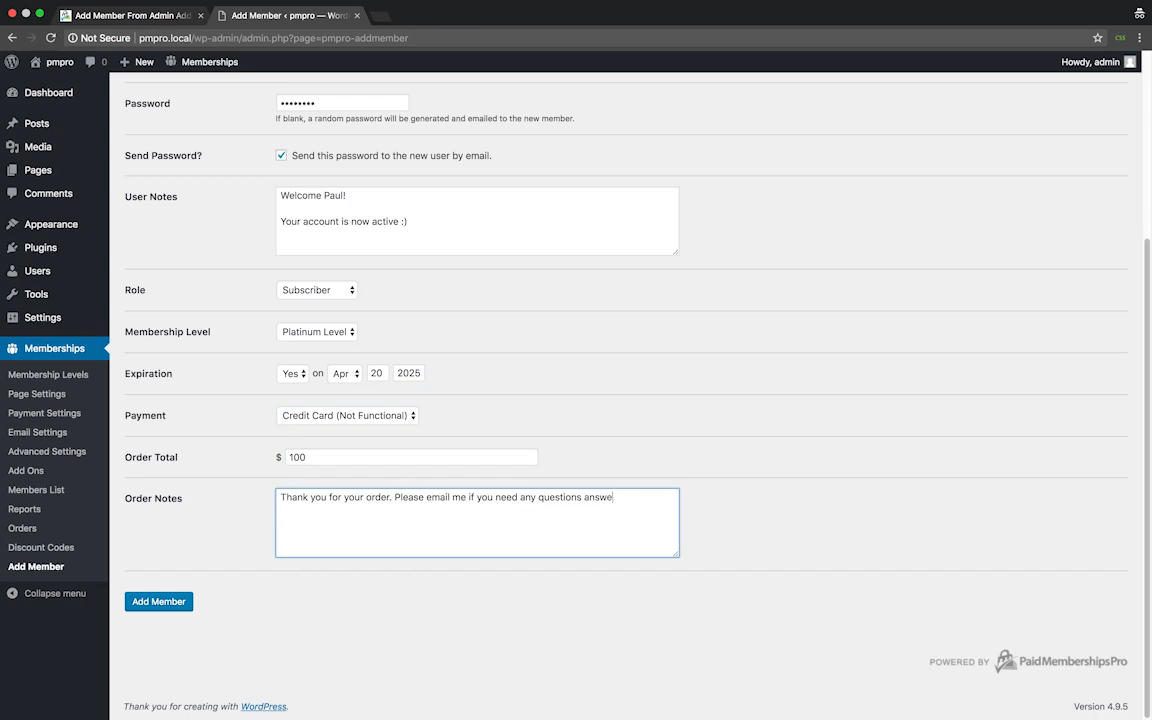 Add Member From Admin Add
Add Member ‹ pmpro — Word
Not Secure
pmpro.local/wp-admin/admin.php?page=pmpro-addmember
CSS
pmpro
0
New
Memberships
Howdy, admin
Dashboard
Posts
Media
Pages
Comments
Appearance
Plugins
Users
Tools
Settings
Memberships
Membership Levels
Page Settings
Payment Settings
Email Settings
Advanced Settings
Add Ons
Members List
Reports
Orders
Discount Codes
Add Member
Collapse menu
Password
••••••••
If blank, a random password will be generated and emailed to the new member.
Send Password?
Send this password to the new user by email.
User Notes
Welcome Paul!
Your account is now active :)
Role
Subscriber
Membership Level
Platinum Level
Expiration
Yes on Apr 20 2025
Payment
Credit Card (Not Functional)
Order Total
$ 100
Order Notes
Thank you for your order. Please email me if you need any questions answe
Add Member
POWERED BY PaidMembershipsPro
Thank you for creating with WordPress.
Version 4.9.5